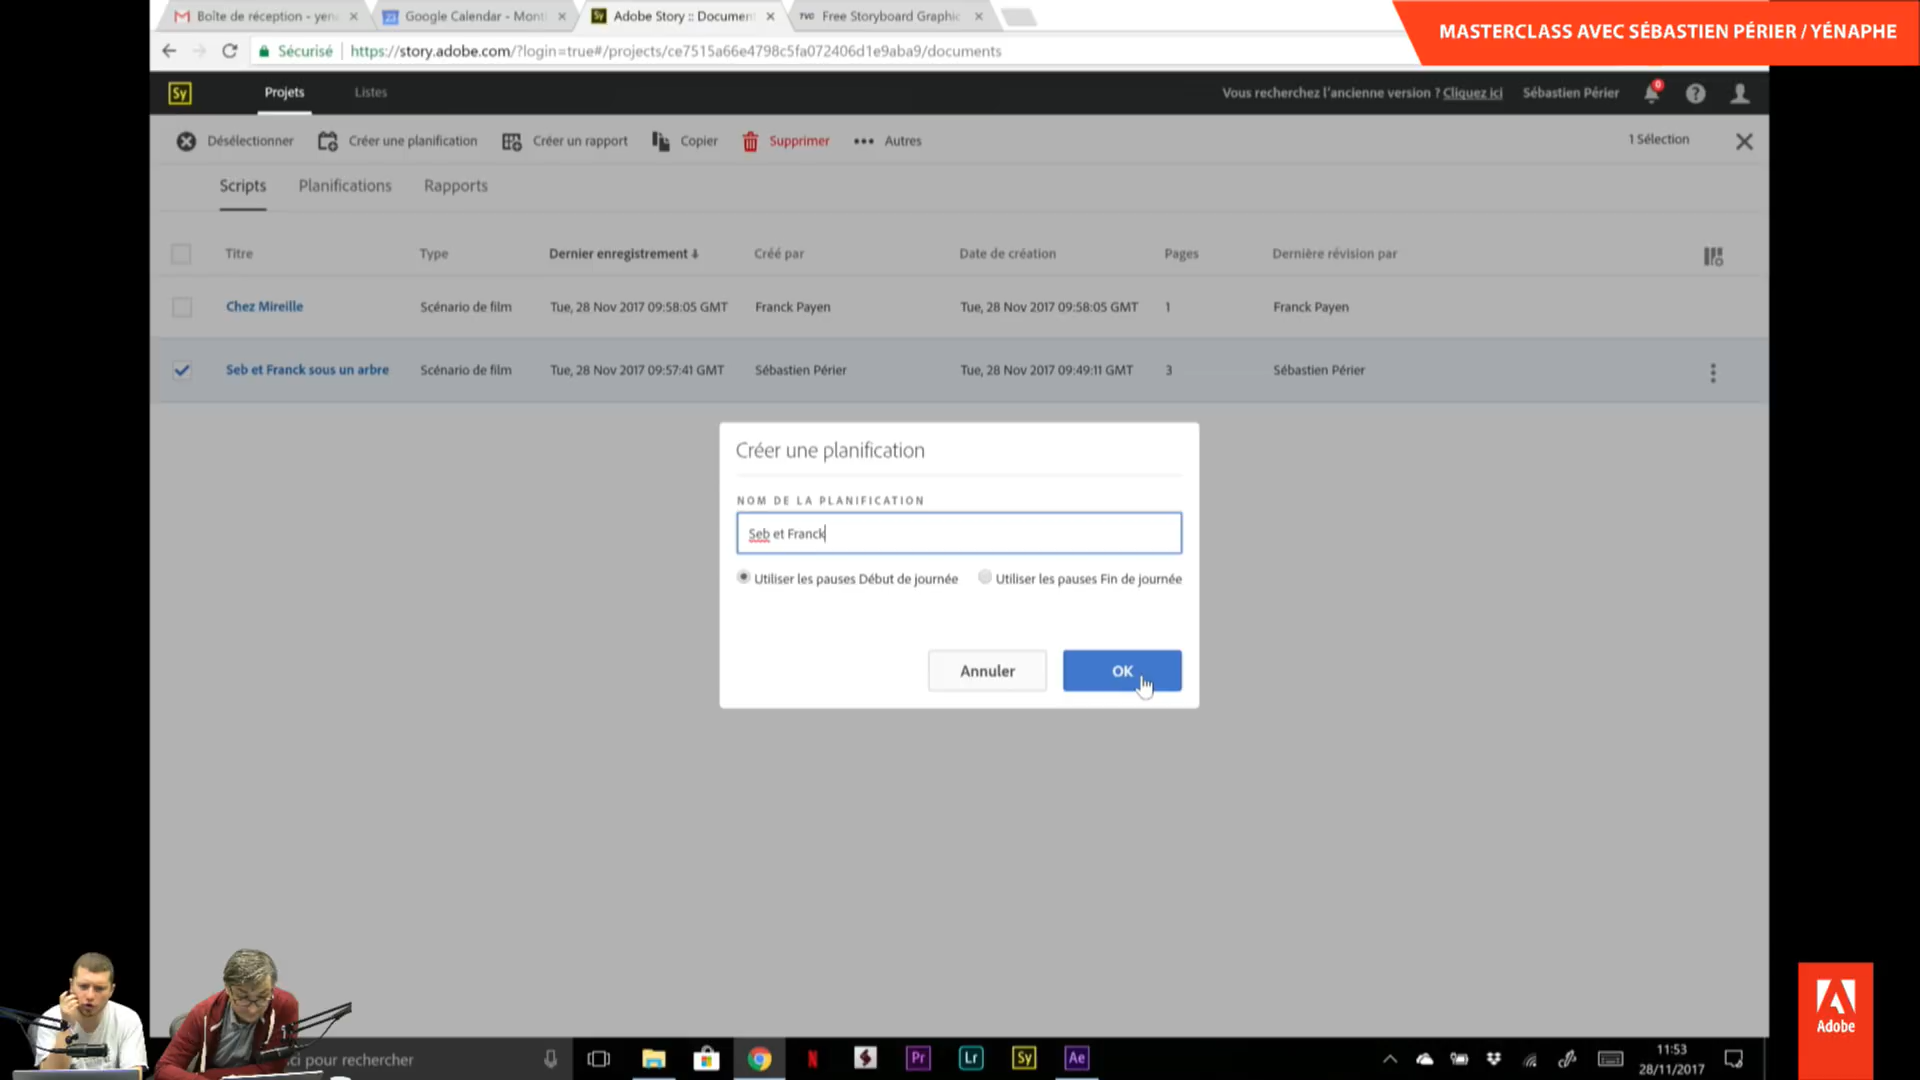 Boîte de réception - yen
Google Calendar - Mont
Adobe Story :: Documen
Free Storyboard Graphic
MASTERCLASS AVEC SÉBASTIEN PÉRIER / YÉNAPHE
Sécurisé
https://story.adobe.com/?login=true#/projects/ce7515a66e4798c5fa072406d1e9aba9/documents
Sy
Projets
Listes
Vous recherchez l'ancienne version ? Cliquez ici
Sébastien Périer
0
Désélectionner
Créer une planification
Créer un rapport
Copier
Supprimer
Autres
1 Sélection
Scripts
Planifications
Rapports
Titre
Type
Dernier enregistrement
Créé par
Date de création
Pages
Dernière révision par
Chez Mireille
Scénario de film
Tue, 28 Nov 2017 09:58:05 GMT
Franck Payen
Tue, 28 Nov 2017 09:58:05 GMT
1
Franck Payen
Seb et Franck sous un arbre
Scénario de film
Tue, 28 Nov 2017 09:57:41 GMT
Sébastien Périer
Tue, 28 Nov 2017 09:49:11 GMT
3
Sébastien Périer
Créer une planification
NOM DE LA PLANIFICATION
Seb et Franck
Utiliser les pauses Début de journée
Utiliser les pauses Fin de journée
Annuler
OK
Adobe
ci pour rechercher
Pr
Lr
Sy
Ae
11:53
28/11/2017